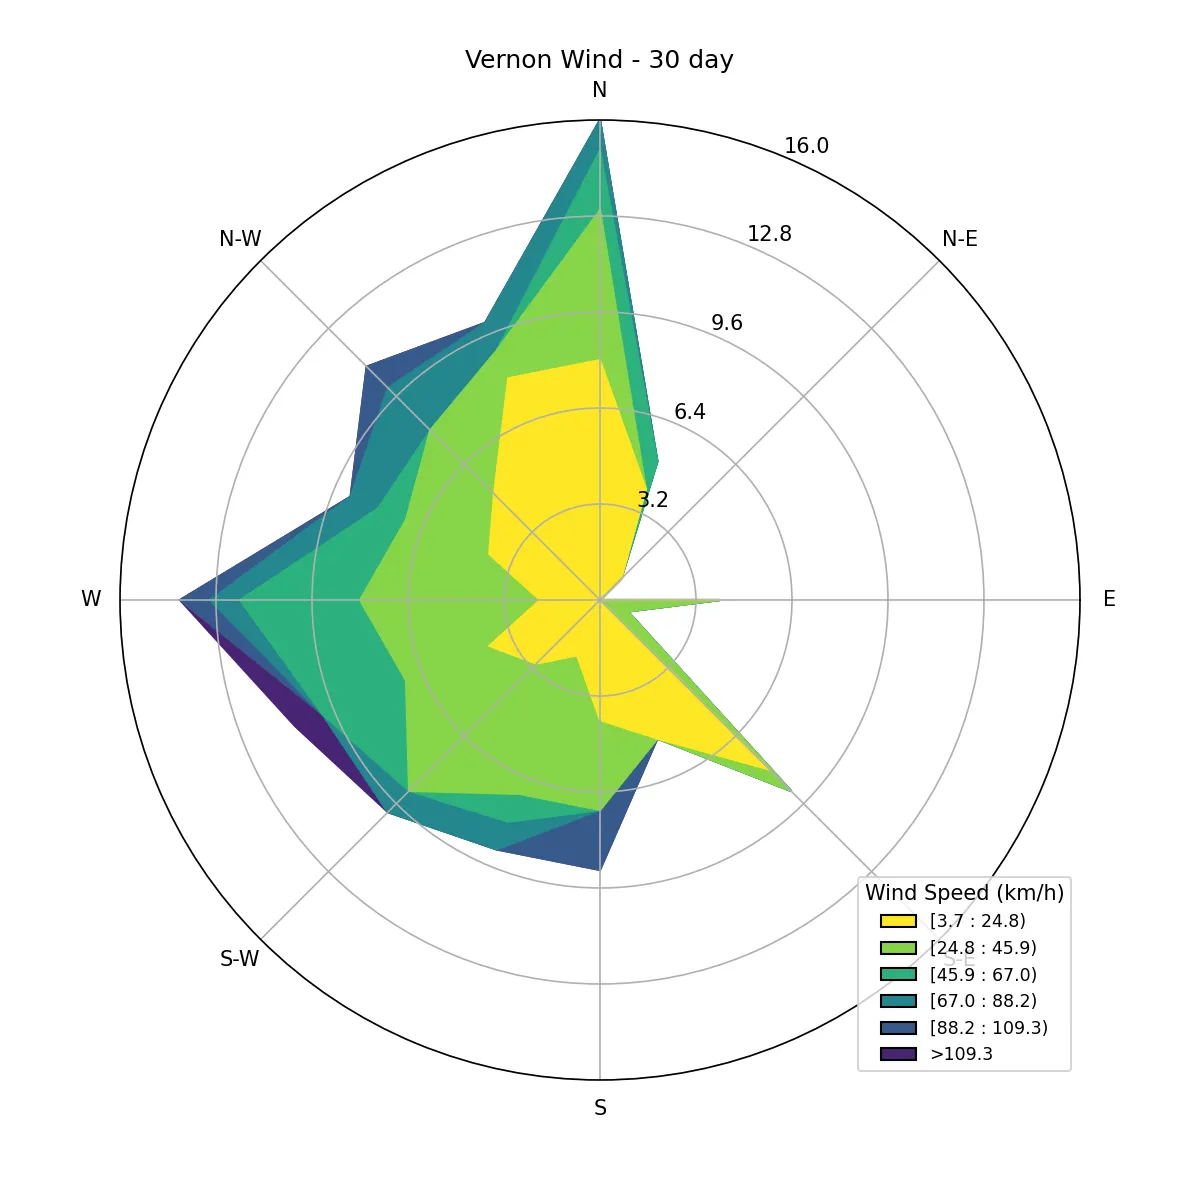 Vernon Wind - 30 day
N
16.0
N-W
12.8
N-E
9.6
6.4
3.2
W
E
S-W
S-E
S
Wind Speed (km/h)
[3.7 : 24.8)
[24.8 : 45.9)
[45.9 : 67.0)
[67.0 : 88.2)
[88.2 : 109.3)
>109.3